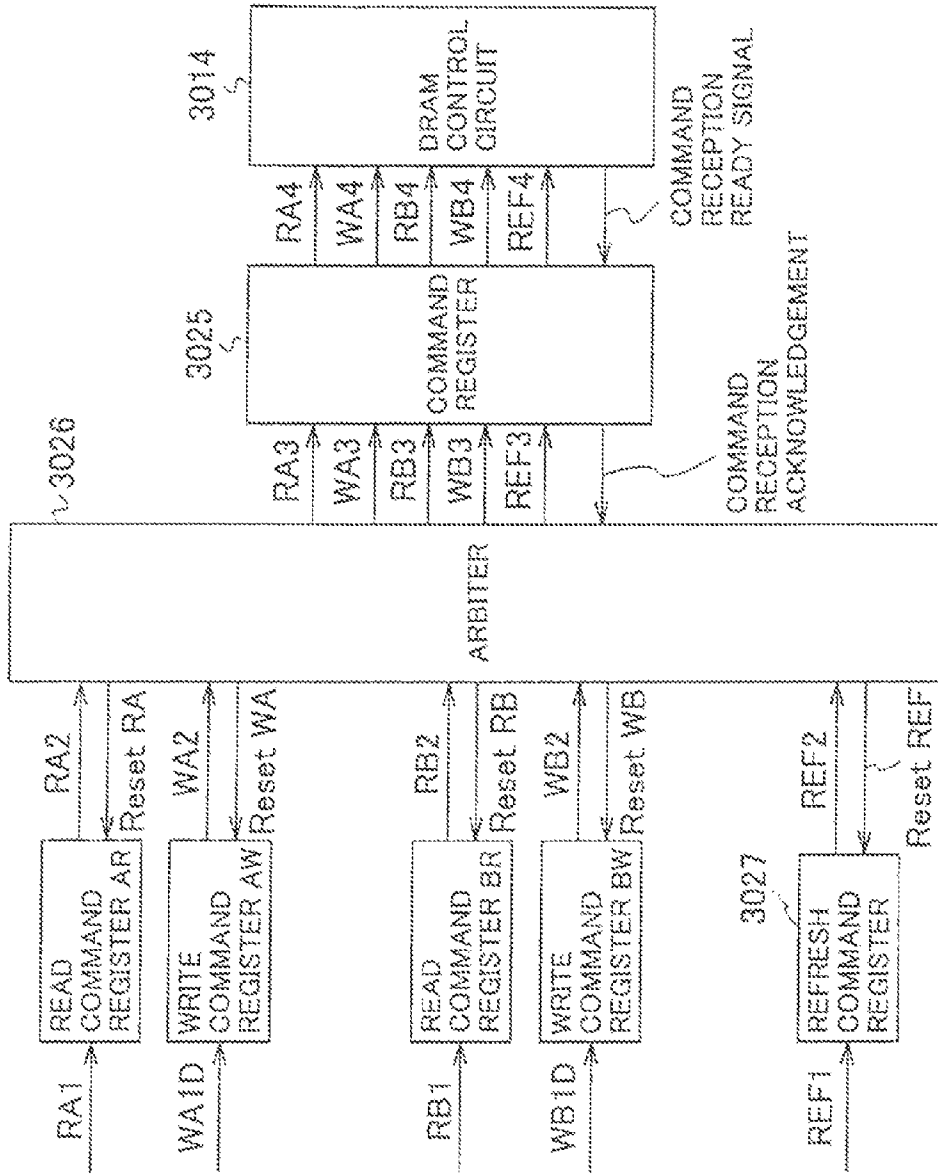 RA1
WA1D
RB1
WB1D
REF1
READ
COMMAND
REGISTER AR
WRITE
COMMAND
REGISTER AW
READ
COMMAND
REGISTER BR
WRITE
COMMAND
REGISTER BW
3027
REFRESH
COMMAND
REGISTER
RA2
Reset RA
WA2
Reset WA
RB2
Reset RB
WB2
Reset WB
REF2
Reset REF
3026
ARBITER
RA3
WA3
RB3
WB3
REF3
COMMAND
RECEPTION
ACKNOWLEDGEMENT
3025
COMMAND
REGISTER
RA4
WA4
RB4
WB4
REF4
COMMAND
RECEPTION
READY SIGNAL
3014
DRAM
CONTROL
CIRCUIT